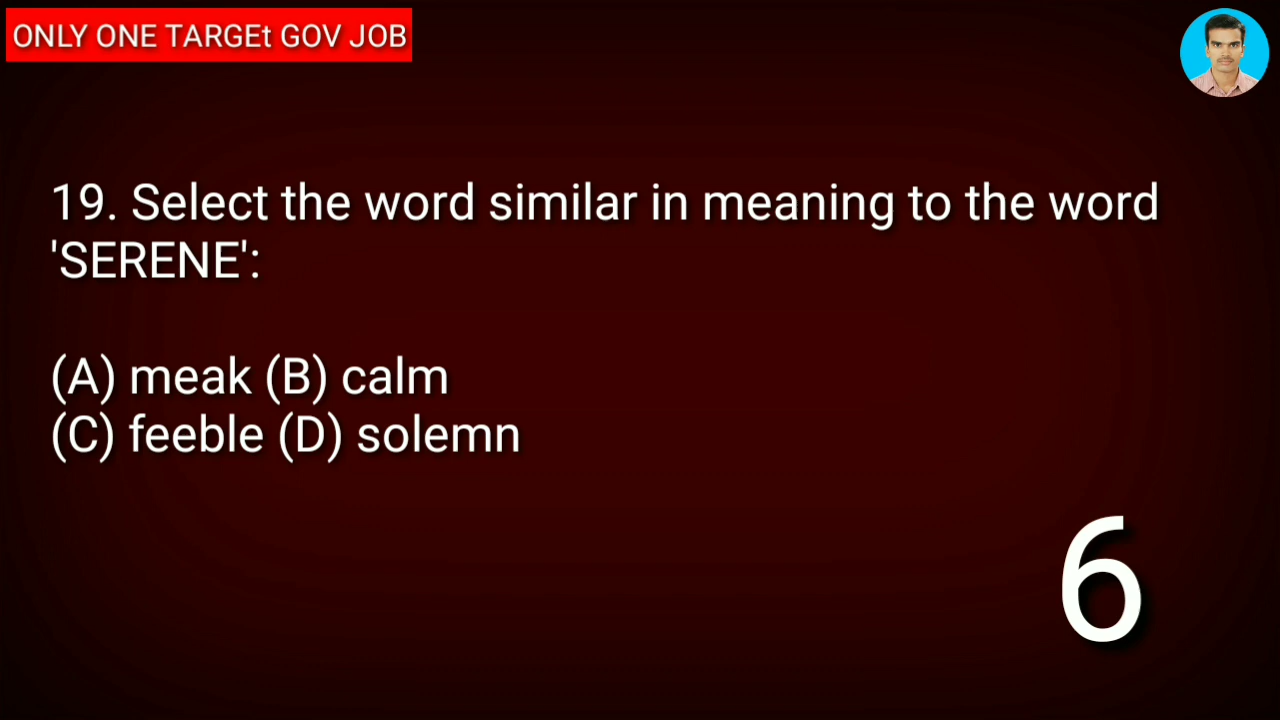 ONLY ONE TARGEt GOV JOB
19. Select the word similar in meaning to the word
'SERENE':
(A) meak (B) calm
(C) feeble (D) solemn
6